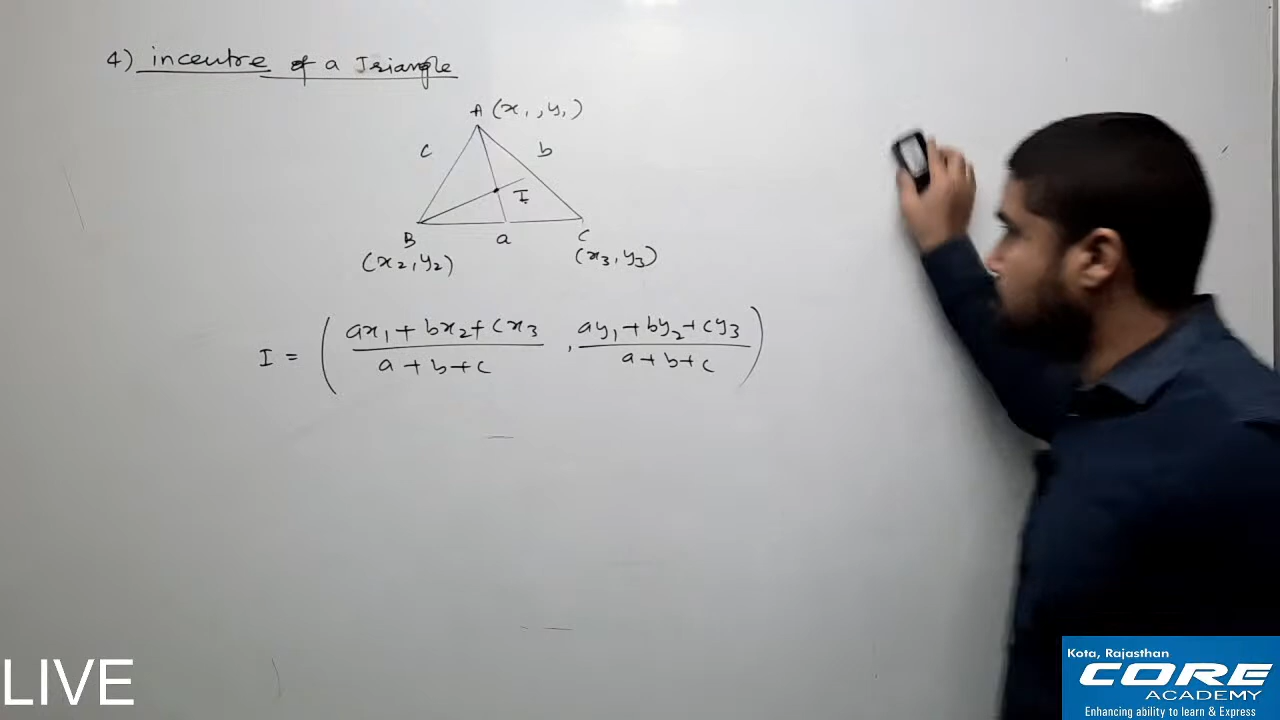 4) incentre of a Triangle
A (x₁, y₁)
c b
I
B a C
(x₂, y₂) (x₃, y₃)
I = ( ax₁ + bx₂ + cx₃ / a + b + c , ay₁ + by₂ + cy₃ / a + b + c )
LIVE
Kota, Rajasthan
CORE
ACADEMY
Enhancing ability to learn & Express